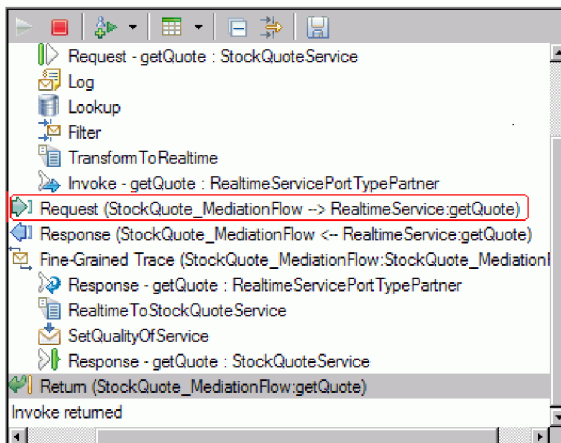 Request - getQuote : StockQuoteService
Log
Lookup
Filter
TransformToRealtime
Invoke - getQuote : RealtimeServicePortTypePartner
Request (StockQuote_MediationFlow --> RealtimeService:getQuote)
Response (StockQuote_MediationFlow <-- RealtimeService:getQuote)
Fine-Grained Trace (StockQuote_MediationFlow:StockQuote_Mediation
Response - getQuote : RealtimeServicePortTypePartner
RealtimeToStockQuoteService
SetQualityOfService
Response - getQuote : StockQuoteService
Return (StockQuote_MediationFlow:getQuote)
Invoke returned